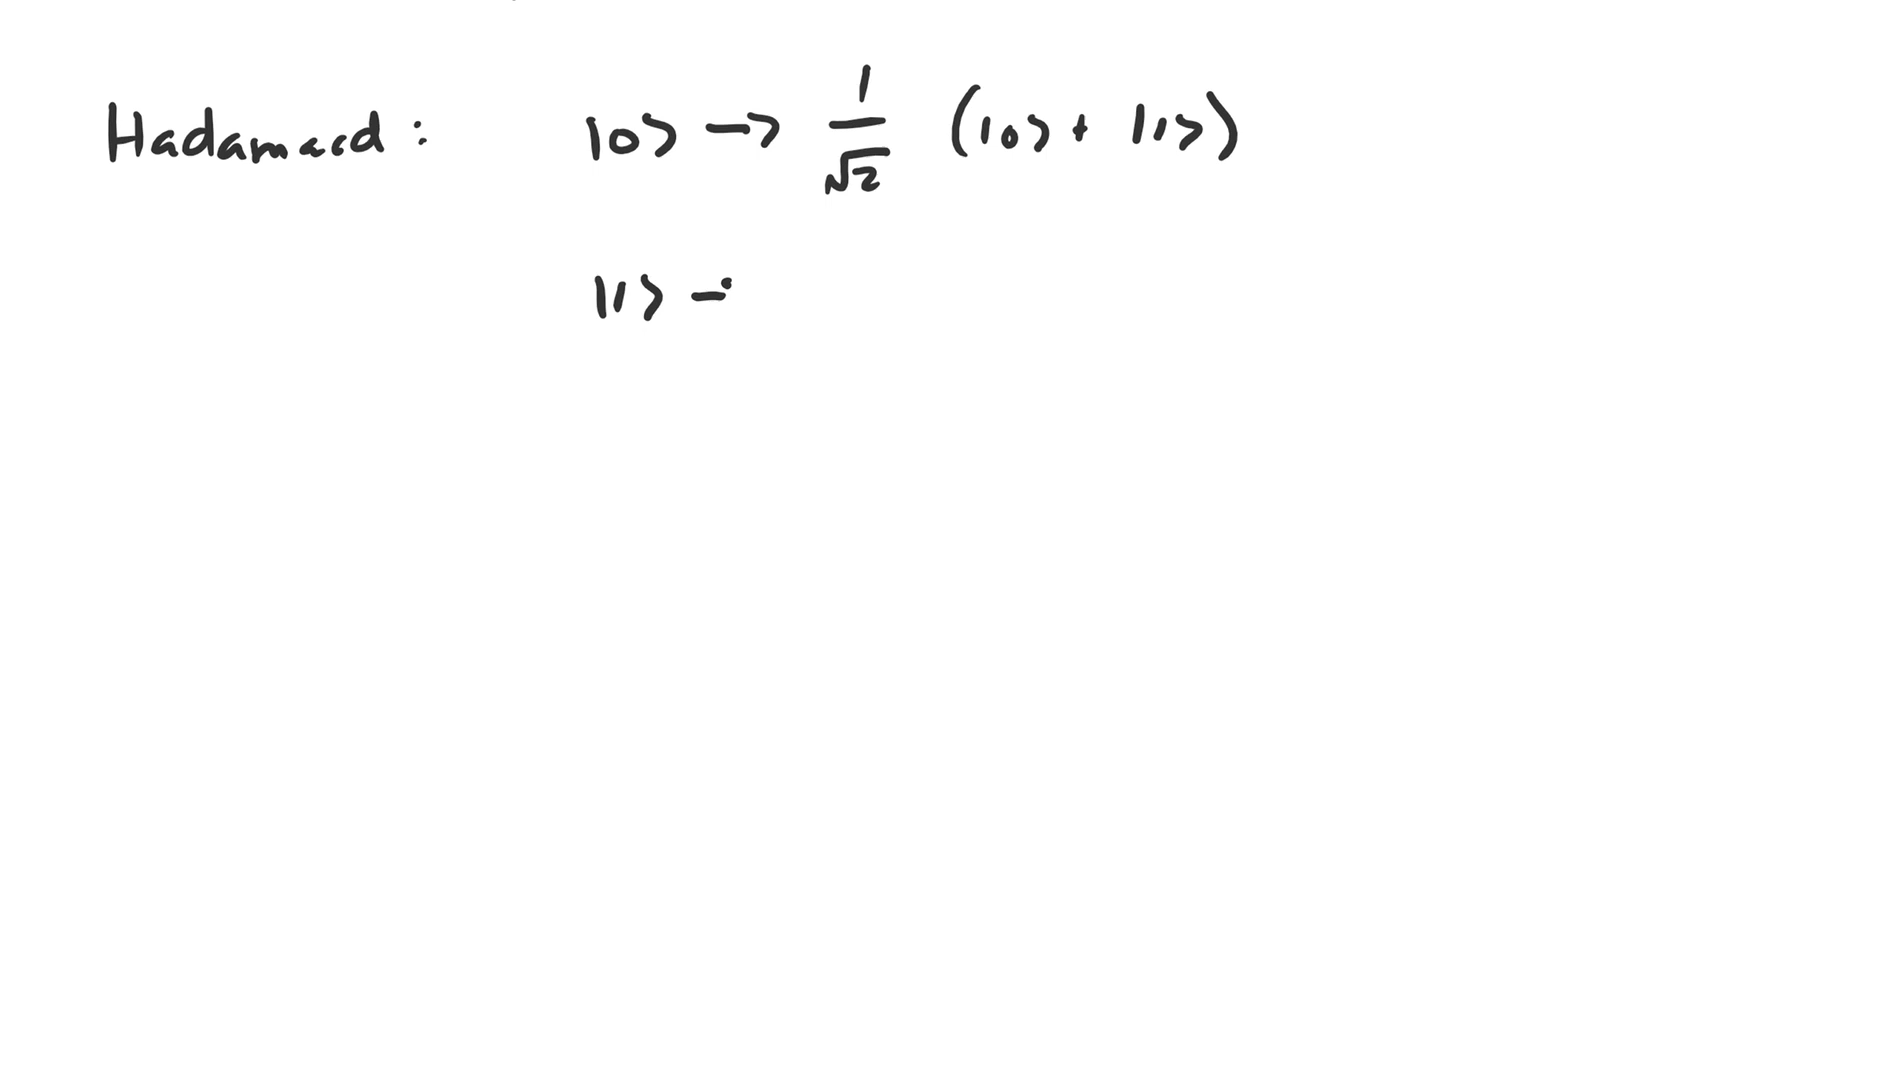 Hadamard : |0> → 1/√2 (|0> + |1>)
|1> -